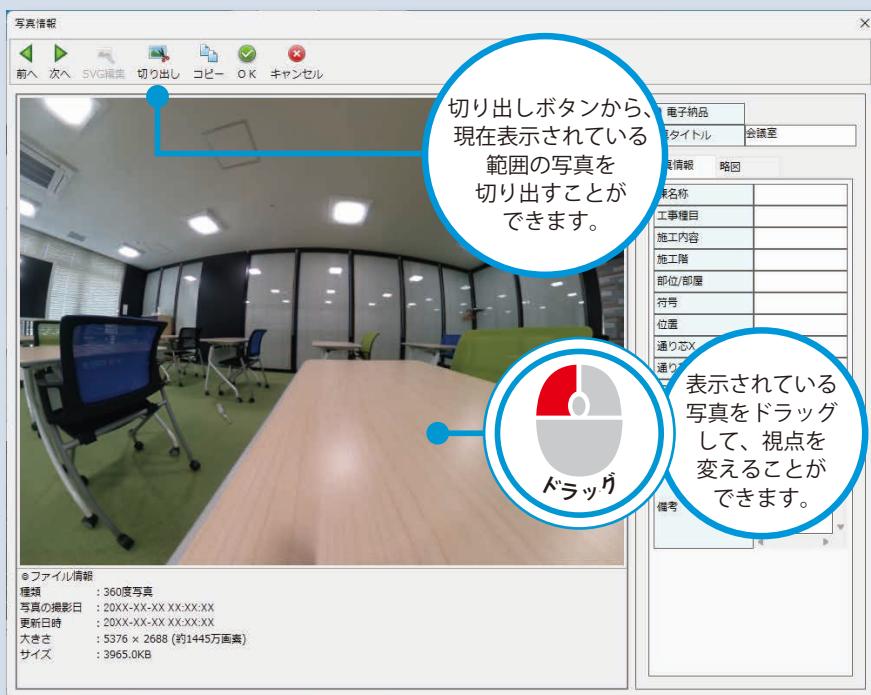 写真情報
×
前へ 次へ SVG編集 切り出し コピー OK キャンセル
切り出しボタンから、
現在表示されている
範囲の写真を
切り出すことが
できます。
電子納品
タイトル 会議室
情報 略図
名称
工事種目
施工内容
施工階
部位/部屋
符号
位置
通り芯X
通り
表示されている
写真をドラッグ
して、視点を
変えることが
できます。
ドラッグ
備考
ファイル情報
種類 : 360度写真
写真の撮影日 : 20XX-XX-XX XX:XX:XX
更新日時 : 20XX-XX-XX XX:XX:XX
大きさ : 5376 × 2688 (約1445万画素)
サイズ : 3965.0KB